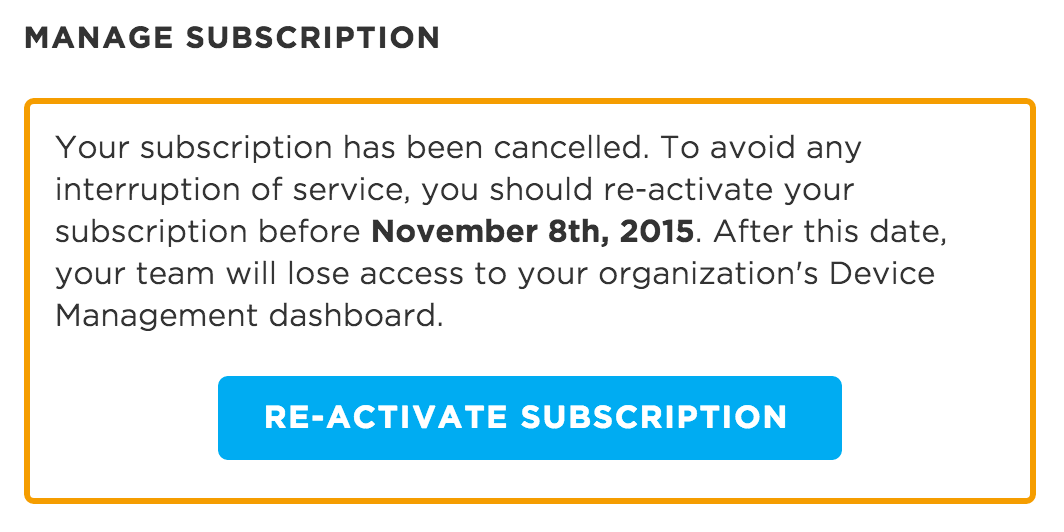 MANAGE SUBSCRIPTION
Your subscription has been cancelled. To avoid any
interruption of service, you should re-activate your
subscription before November 8th, 2015. After this date,
your team will lose access to your organization's Device
Management dashboard.
RE-ACTIVATE SUBSCRIPTION